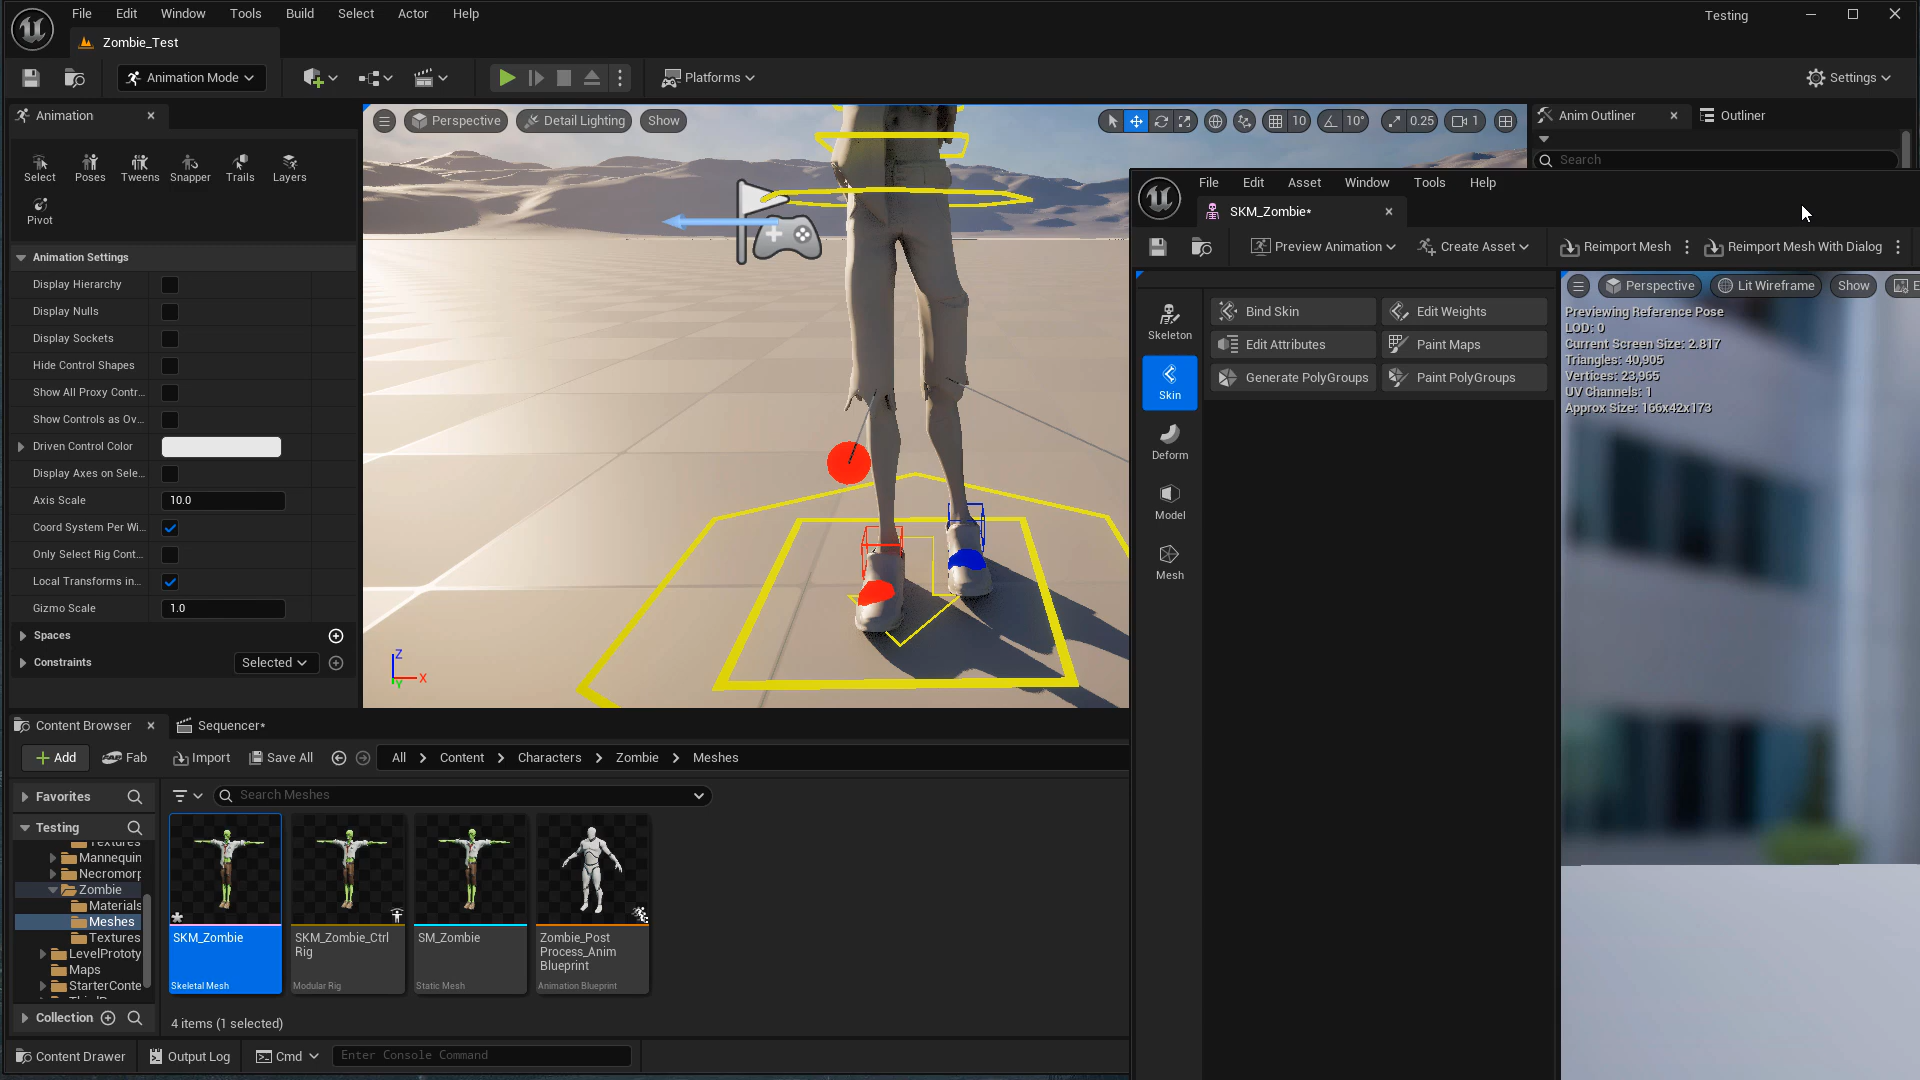 File Edit Window Tools Build Select Actor Help
Testing
Zombie_Test
Animation Mode
Platforms
Settings
Animation
Perspective
Detail Lighting
Show
10
10°
0.25
1
Anim Outliner
Outliner
Search
Select
Poses
Tweens
Snapper
Trails
Layers
Pivot
Animation Settings
Display Hierarchy
Display Nulls
Display Sockets
Hide Control Shapes
Show All Proxy Contr...
Show Controls as Ov...
Driven Control Color
Display Axes on Sele...
Axis Scale
10.0
Coord System Per Wi...
Only Select Rig Cont...
Local Transforms in...
Gizmo Scale
1.0
Spaces
Constraints
Selected
Z
X
Y
File Edit Asset Window Tools Help
SKM_Zombie*
Preview Animation
Create Asset
Reimport Mesh
Reimport Mesh With Dialog
Skeleton
Skin
Deform
Model
Mesh
Bind Skin
Edit Weights
Edit Attributes
Paint Maps
Generate PolyGroups
Paint PolyGroups
Perspective
Lit Wireframe
Show
E
Previewing Reference Pose
LOD: 0
Current Screen Size: 2.817
Triangles: 40,905
Vertices: 23,965
UV Channels: 1
Approx Size: 166x42x173
Content Browser
Sequencer*
Add
Fab
Import
Save All
All > Content > Characters > Zombie > Meshes
Favorites
Search Meshes
Testing
Textures
Mannequin
Necromorp
Zombie
Materials
Meshes
Textures
LevelPrototy
Maps
StarterConte
Collection
SKM_Zombie
Skeletal Mesh
SKM_Zombie_Ctrl
Rig
Modular Rig
SM_Zombie
Static Mesh
Zombie_Post
Process_Anim
Blueprint
Animation Blueprint
4 items (1 selected)
Content Drawer
Output Log
Cmd
Enter Console Command